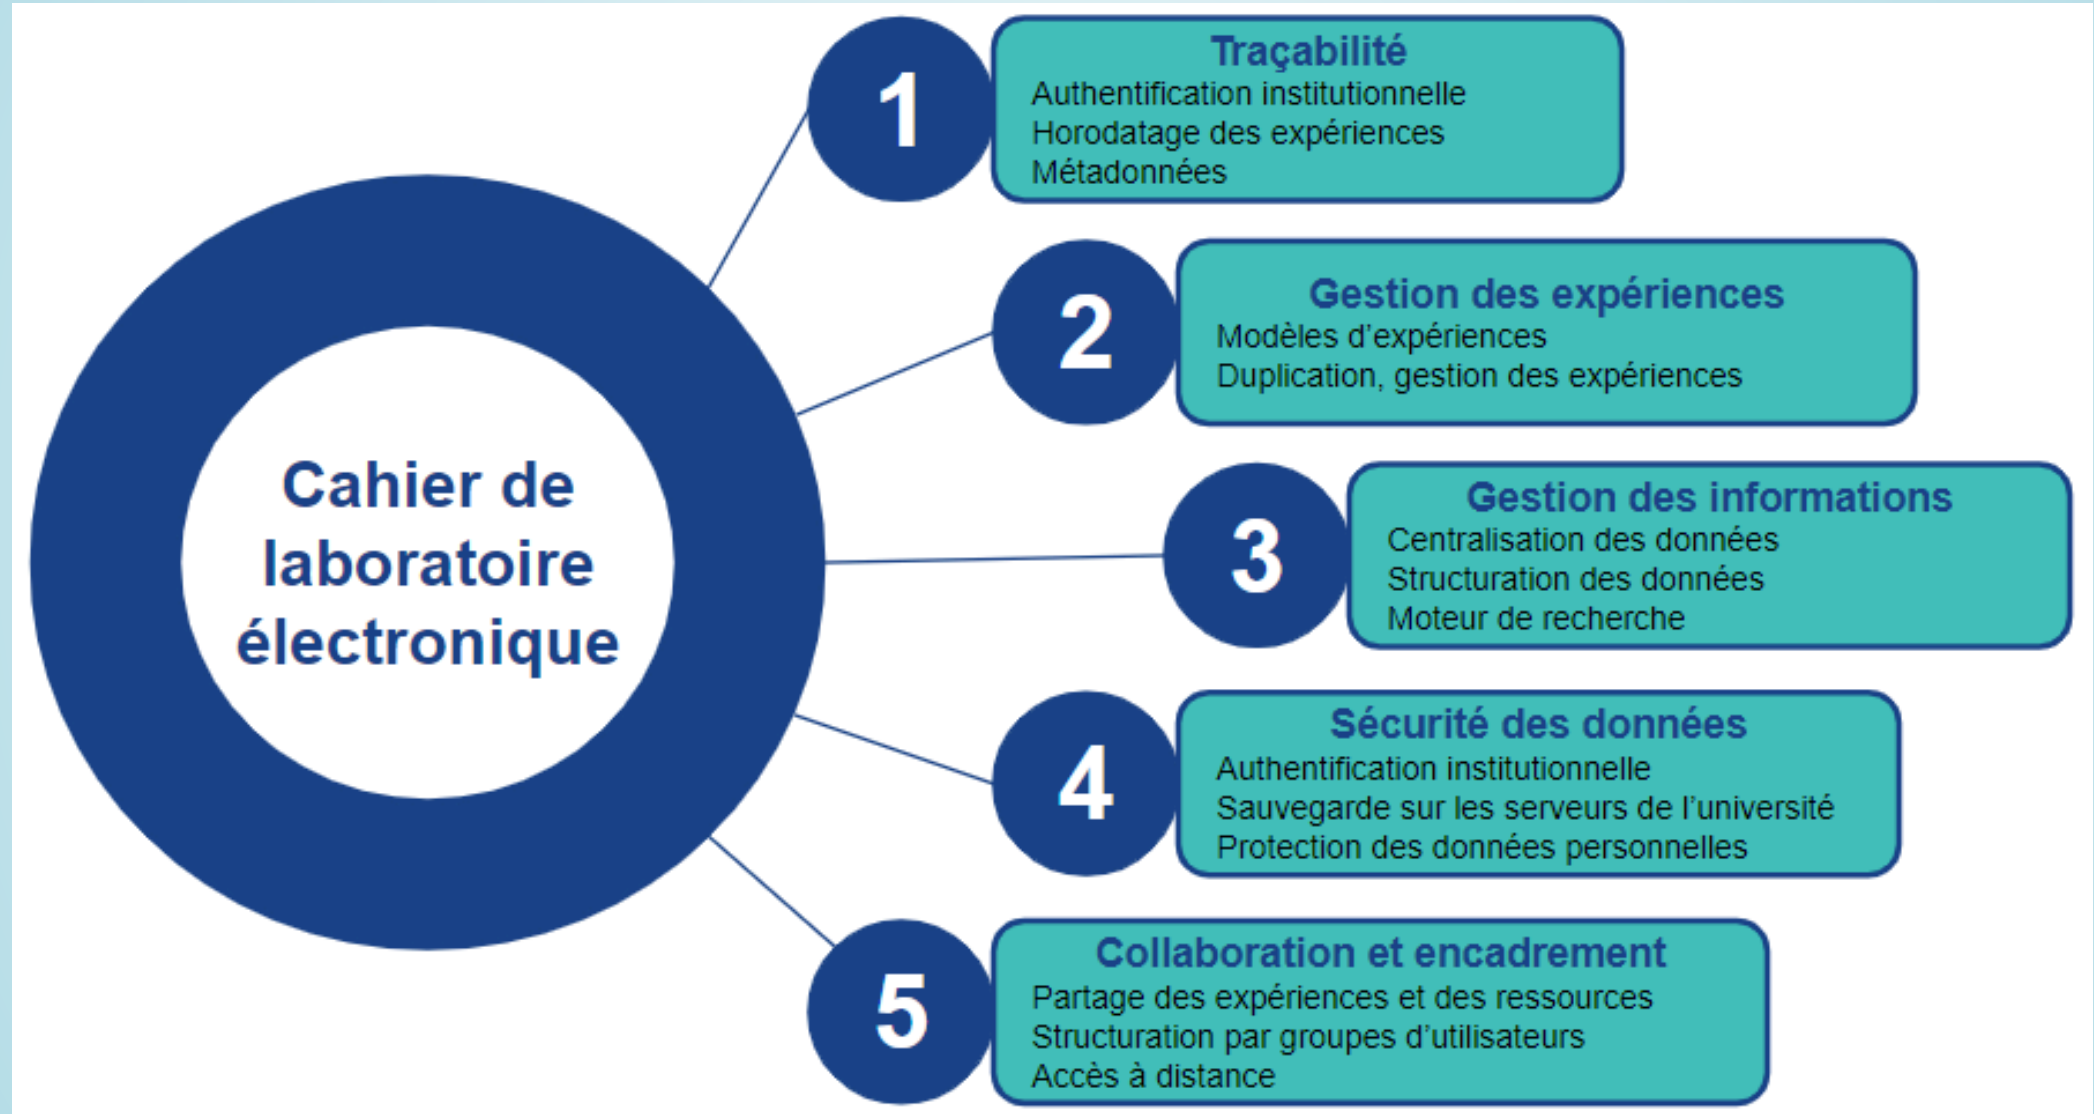 Cahier de
laboratoire
électronique
1
Traçabilité
Authentification institutionnelle
Horodatage des expériences
Métadonnées
2
Gestion des expériences
Modèles d'expériences
Duplication, gestion des expériences
3
Gestion des informations
Centralisation des données
Structuration des données
Moteur de recherche
4
Sécurité des données
Authentification institutionnelle
Sauvegarde sur les serveurs de l'université
Protection des données personnelles
5
Collaboration et encadrement
Partage des expériences et des ressources
Structuration par groupes d'utilisateurs
Accès à distance